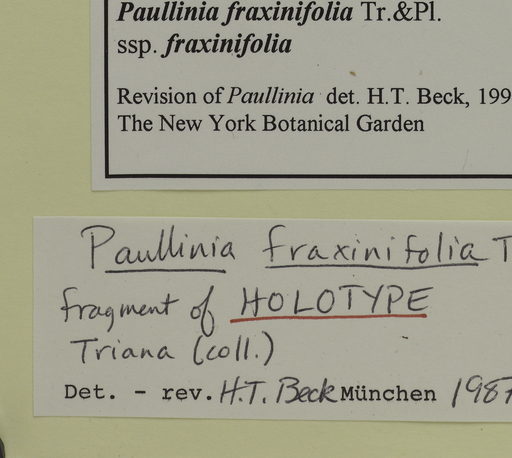 Paullinia fraxinifolia Tr.&Pl.
ssp. fraxinifolia
Revision of Paullinia det. H.T. Beck, 199
The New York Botanical Garden
Paullinia fraxinifolia T
fragment of HOLOTYPE
Triana (coll.)
Det. - rev. H.T. Beck München 1987